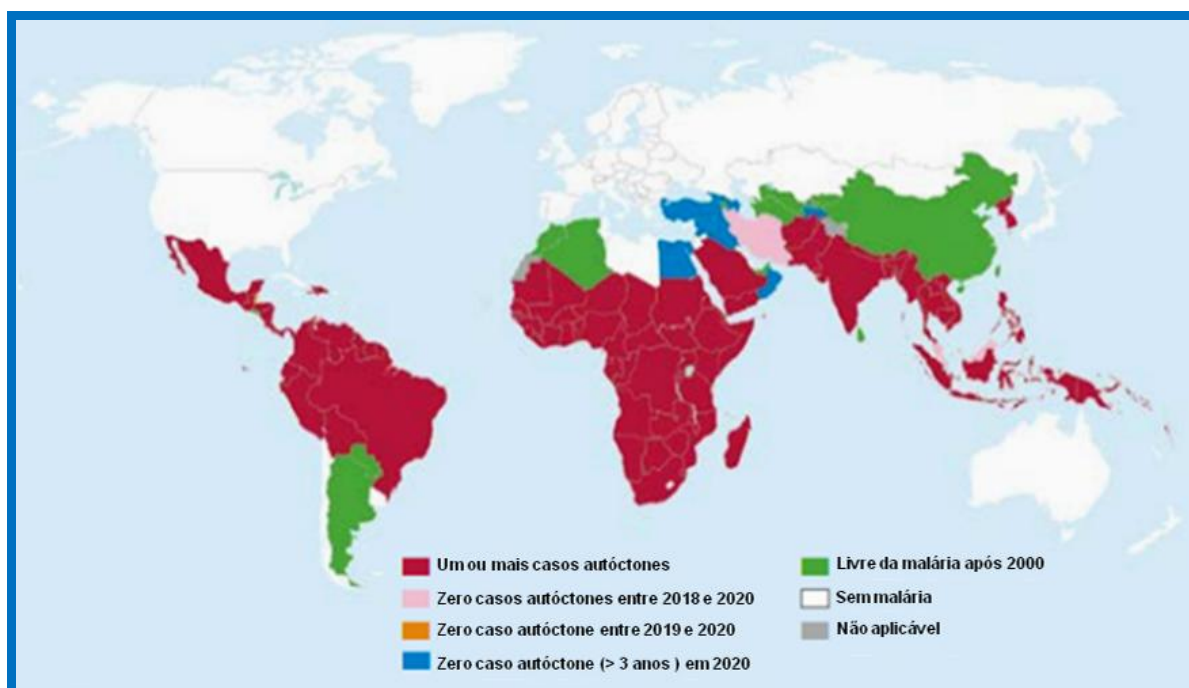 Um ou mais casos autóctones
Zero casos autóctones entre 2018 e 2020
Zero caso autóctone entre 2019 e 2020
Zero caso autóctone (> 3 anos ) em 2020
Livre da malária após 2000
Sem malária
Não aplicável